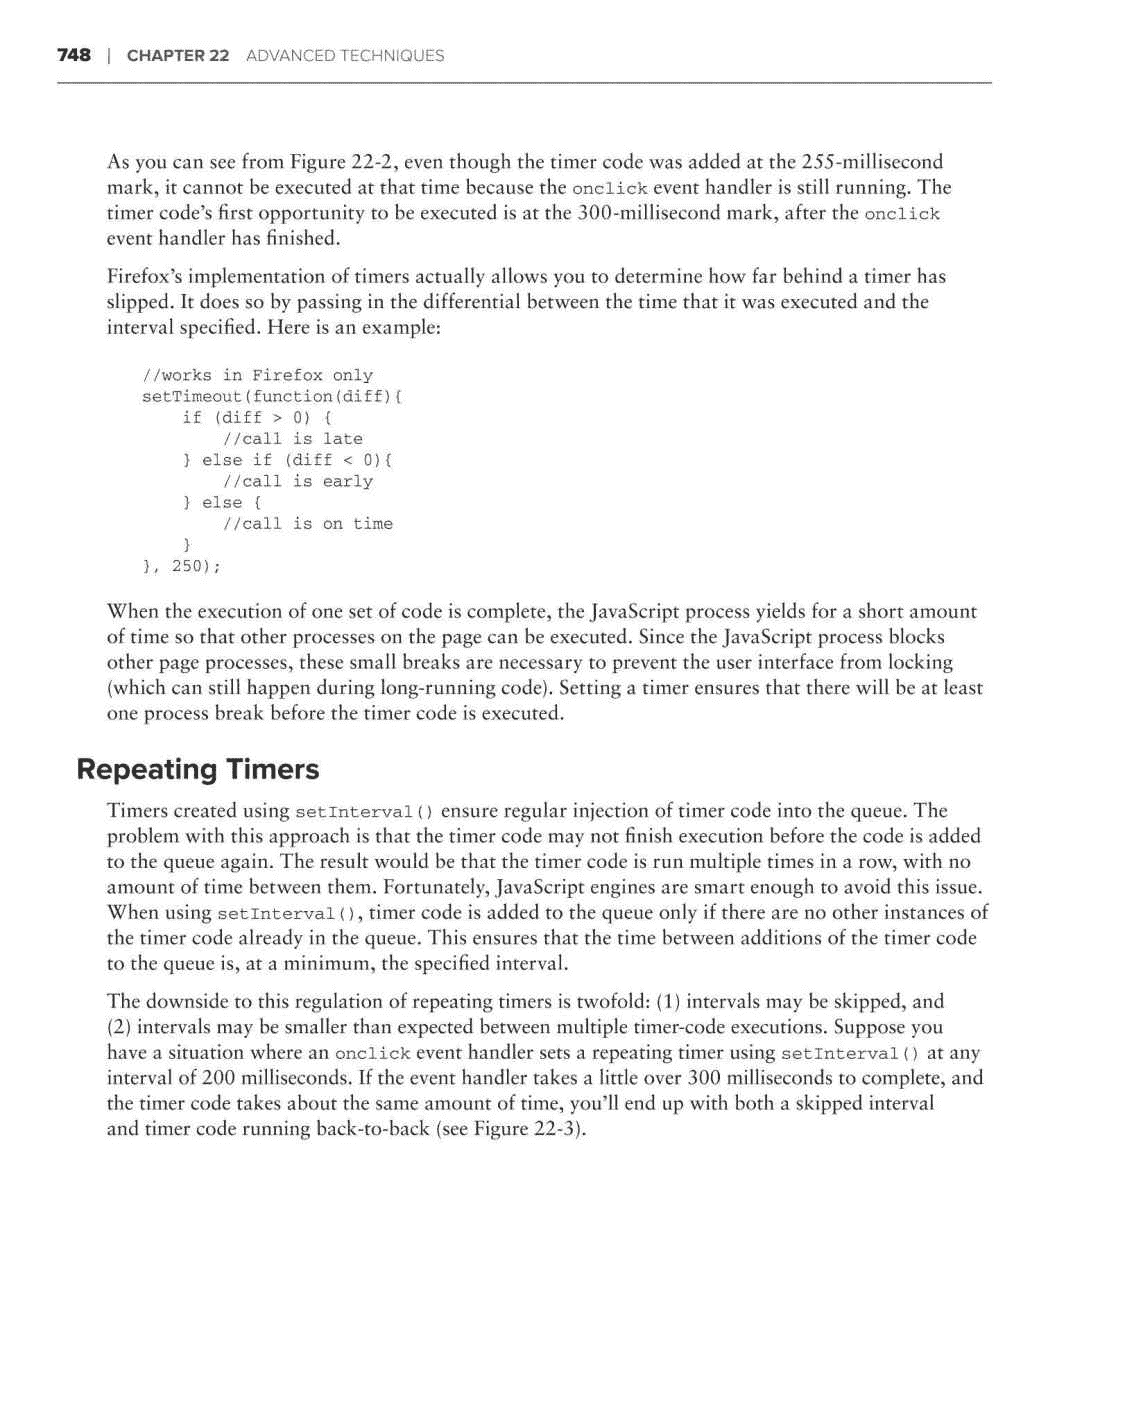 748 | CHAPTER 22 ADVANCED TECHNIQUES
As you can see from Figure 22-2, even though the timer code was added at the 255-millisecond
mark, it cannot be executed at that time because the onclick event handler is still running. The
timer code’s first opportunity to be executed is at the 300-millisecond mark, after the onclick
event handler has finished.
Firefox’s implementation of timers actually allows you to determine how far behind a timer has
slipped. It does so by passing in the differential between the time that it was executed and the
interval specified. Here is an example:
//works in Firefox only
setTimeout(function(diff){
    if (diff > 0) {
        //call is late
    } else if (diff < 0){
        //call is early
    } else {
        //call is on time
    }
}, 250);
When the execution of one set of code is complete, the JavaScript process yields for a short amount
of time so that other processes on the page can be executed. Since the JavaScript process blocks
other page processes, these small breaks are necessary to prevent the user interface from locking
(which can still happen during long-running code). Setting a timer ensures that there will be at least
one process break before the timer code is executed.
Repeating Timers
Timers created using setInterval() ensure regular injection of timer code into the queue. The
problem with this approach is that the timer code may not finish execution before the code is added
to the queue again. The result would be that the timer code is run multiple times in a row, with no
amount of time between them. Fortunately, JavaScript engines are smart enough to avoid this issue.
When using setInterval(), timer code is added to the queue only if there are no other instances of
the timer code already in the queue. This ensures that the time between additions of the timer code
to the queue is, at a minimum, the specified interval.
The downside to this regulation of repeating timers is twofold: (1) intervals may be skipped, and
(2) intervals may be smaller than expected between multiple timer-code executions. Suppose you
have a situation where an onclick event handler sets a repeating timer using setInterval() at any
interval of 200 milliseconds. If the event handler takes a little over 300 milliseconds to complete, and
the timer code takes about the same amount of time, you’ll end up with both a skipped interval
and timer code running back-to-back (see Figure 22-3).